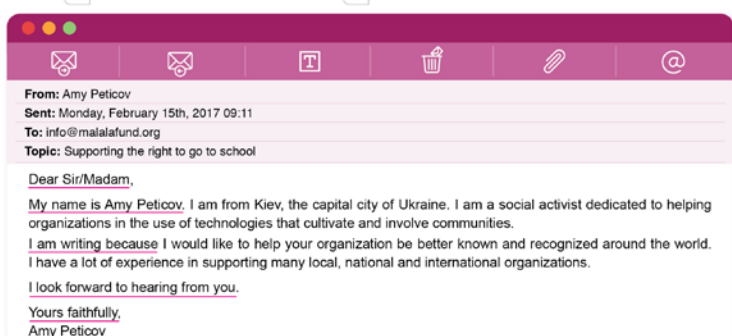 From: Amy Peticov
Sent: Monday, February 15th, 2017 09:11
To: info@malalafund.org
Topic: Supporting the right to go to school
Dear Sir/Madam,
My name is Amy Peticov. I am from Kiev, the capital city of Ukraine. I am a social activist dedicated to helping
organizations in the use of technologies that cultivate and involve communities.
I am writing because I would like to help your organization be better known and recognized around the world.
I have a lot of experience in supporting many local, national and international organizations.
I look forward to hearing from you.
Yours faithfully,
Amy Peticov